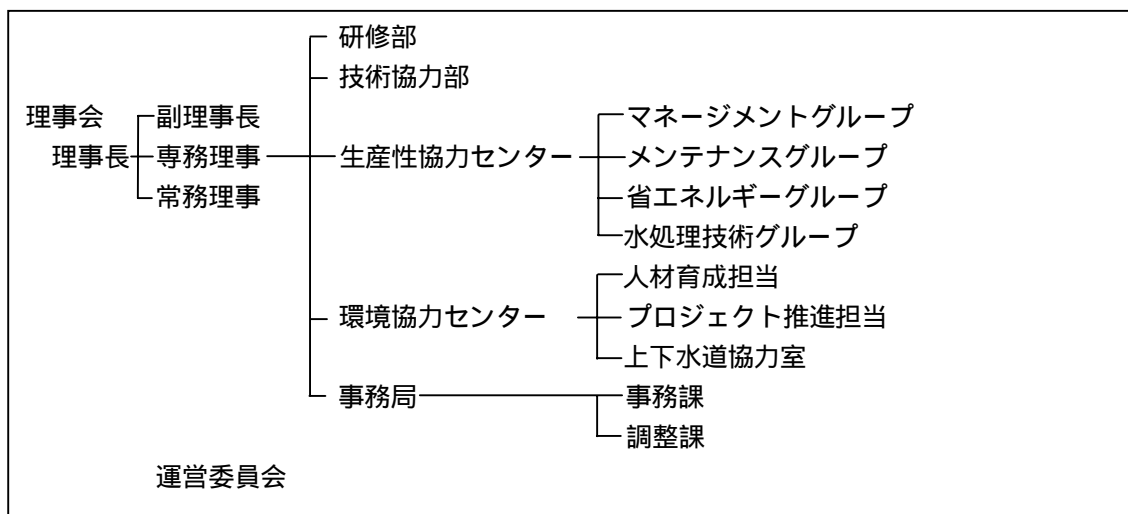 研修部
技術協力部
理事会
副理事長
マネージメントグループ
理事長
専務理事
生産性協力センター
メンテナンスグループ
常務理事
省エネルギーグループ
水処理技術グループ
人材育成担当
環境協力センター
プロジェクト推進担当
上下水道協力室
事務局
事務課
調整課
運営委員会